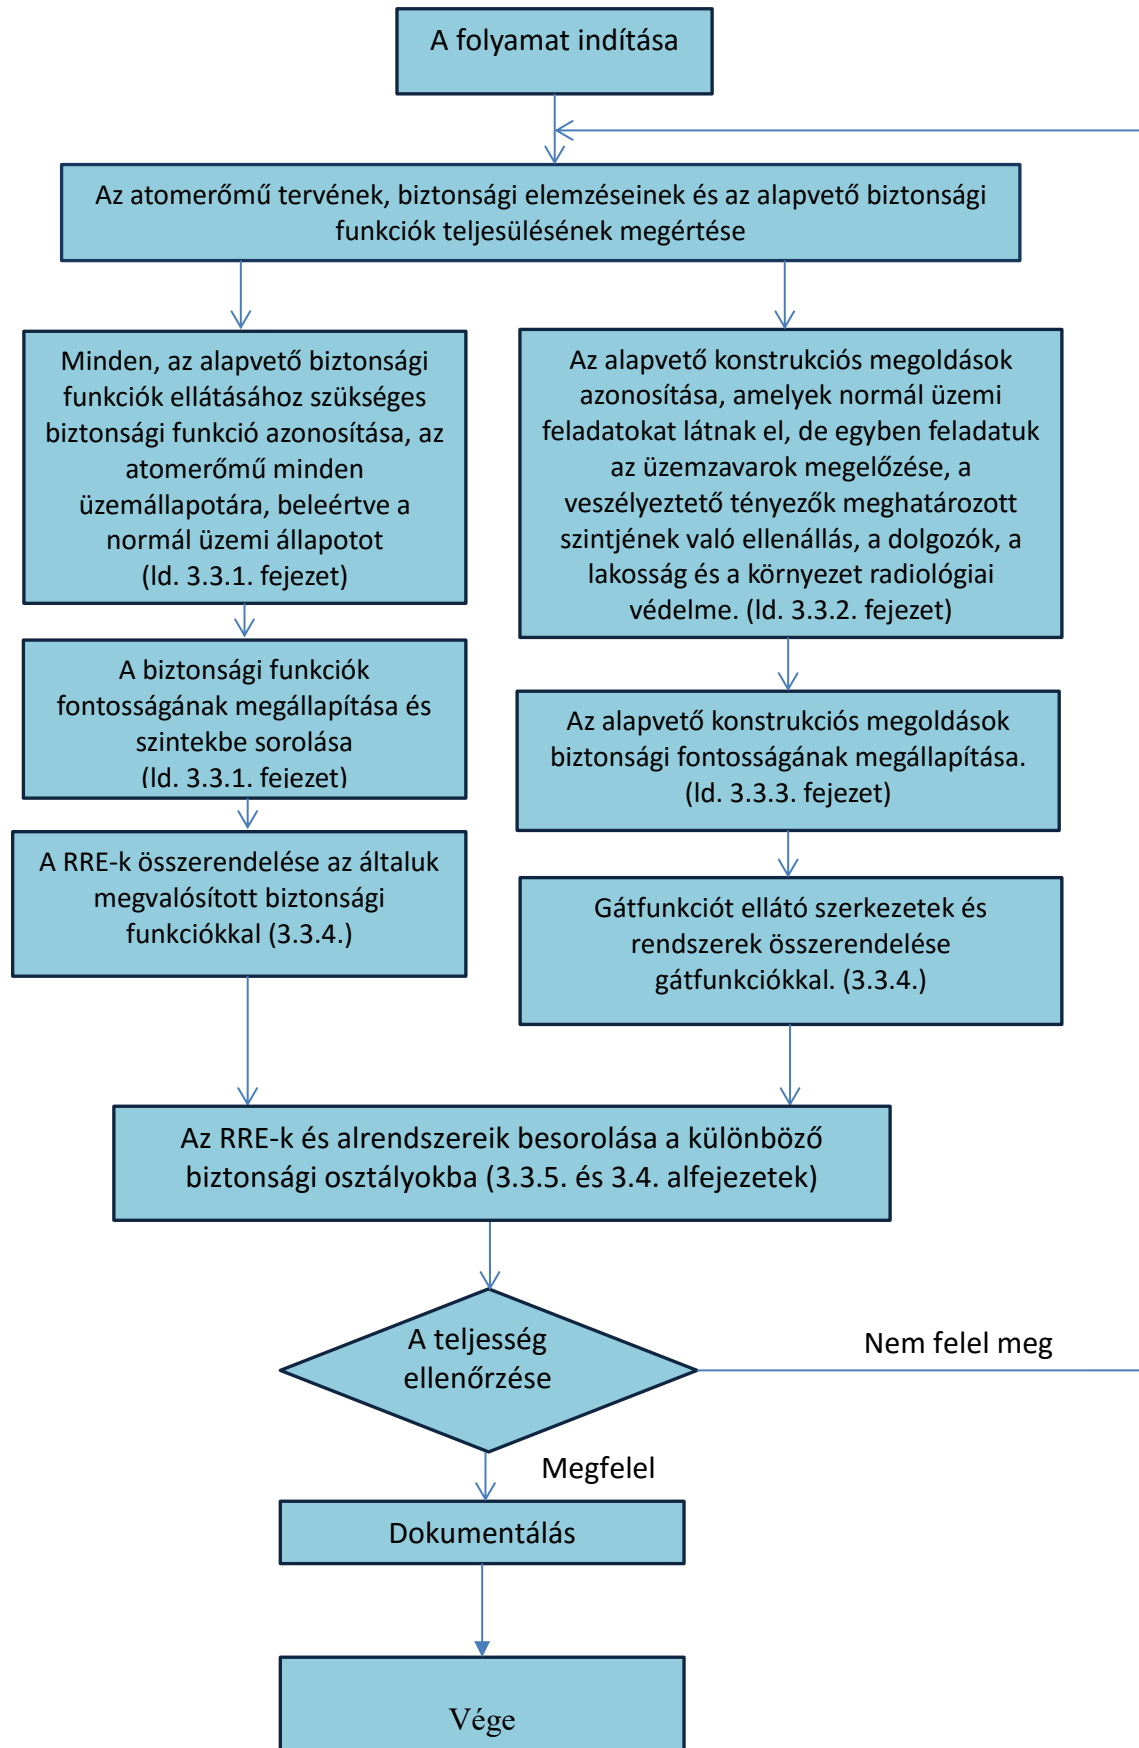 A folyamat indítása
Az atomerőmű tervének, biztonsági elemzéseinek és az alapvető biztonsági
funkciók teljesülésének megértése
Minden, az alapvető biztonsági
funkciók ellátásához szükséges
biztonsági funkció azonosítása, az
atomerőmű minden
üzemállapotára, beleértve a
normál üzemi állapotot
(ld. 3.3.1. fejezet)
Az alapvető konstrukciós megoldások
azonosítása, amelyek normál üzemi
feladatokat látnak el, de egyben feladatuk
az üzemzavarok megelőzése, a
veszélyeztető tényezők meghatározott
szintjének való ellenállás, a dolgozók, a
lakosság és a környezet radiológiai
védelme. (ld. 3.3.2. fejezet)
A biztonsági funkciók
fontosságának megállapítása és
szintekbe sorolása
(ld. 3.3.1. fejezet)
Az alapvető konstrukciós megoldások
biztonsági fontosságának megállapítása.
(ld. 3.3.3. fejezet)
A RRE-k összerendelése az általuk
megvalósított biztonsági
funkciókkal (3.3.4.)
Gátfunkciót ellátó szerkezetek és
rendszerek összerendelése
gátfunkciókkal. (3.3.4.)
Az RRE-k és alrendszereik besorolása a különböző
biztonsági osztályokba (3.3.5. és 3.4. alfejezetek)
A teljesség
ellenőrzése
Nem felel meg
Megfelel
Dokumentálás
Vége